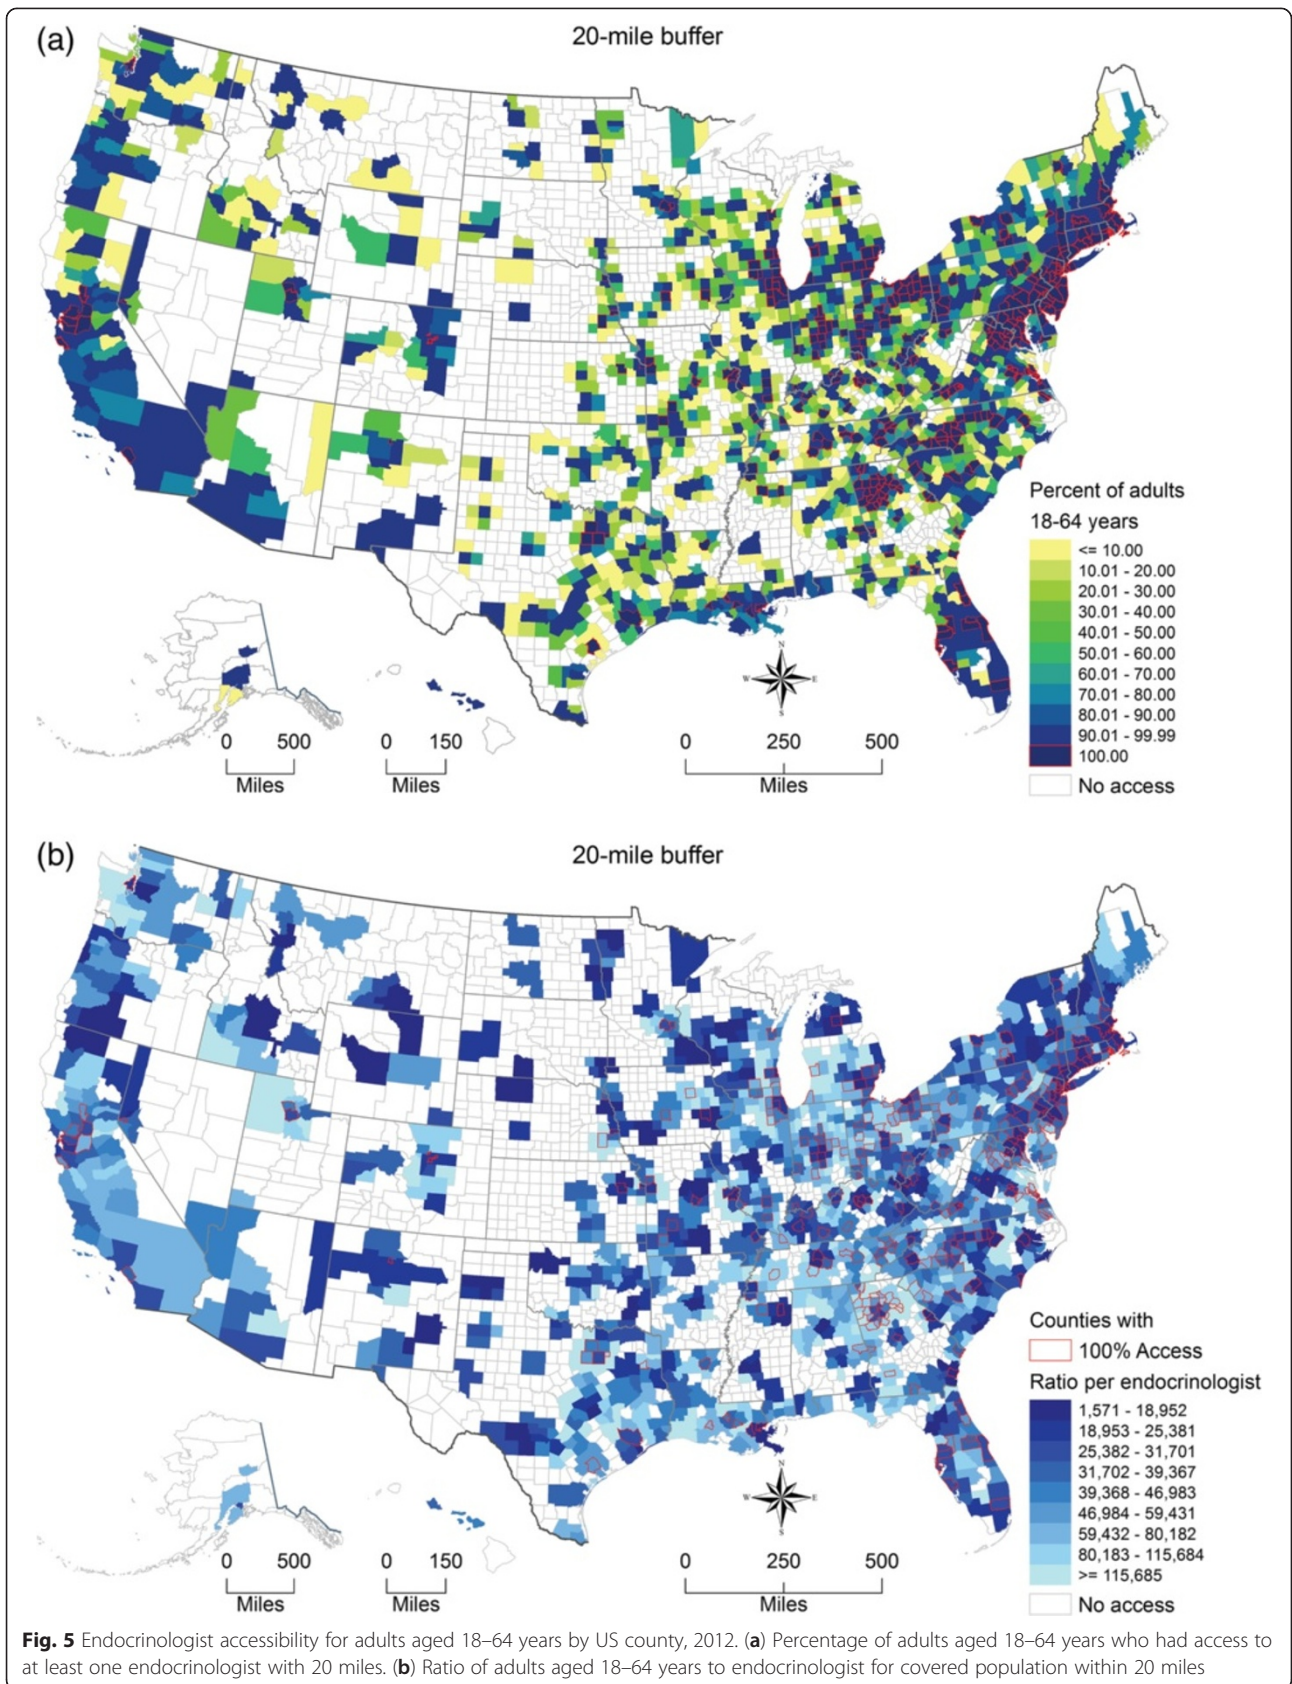 (a)
20-mile buffer
Percent of adults
18-64 years
<= 10.00
10.01 - 20.00
20.01 - 30.00
30.01 - 40.00
40.01 - 50.00
50.01 - 60.00
60.01 - 70.00
70.01 - 80.00
80.01 - 90.00
90.01 - 99.99
100.00
No access
N
W E
S
0 500
Miles
0 150
Miles
0 250 500
Miles
(b)
20-mile buffer
Counties with
100% Access
Ratio per endocrinologist
1,571 - 18,952
18,953 - 25,381
25,382 - 31,701
31,702 - 39,367
39,368 - 46,983
46,984 - 59,431
59,432 - 80,182
80,183 - 115,684
>= 115,685
No access
N
W E
S
0 500
Miles
0 150
Miles
0 250 500
Miles
Fig. 5 Endocrinologist accessibility for adults aged 18–64 years by US county, 2012. (a) Percentage of adults aged 18–64 years who had access to
at least one endocrinologist with 20 miles. (b) Ratio of adults aged 18–64 years to endocrinologist for covered population within 20 miles